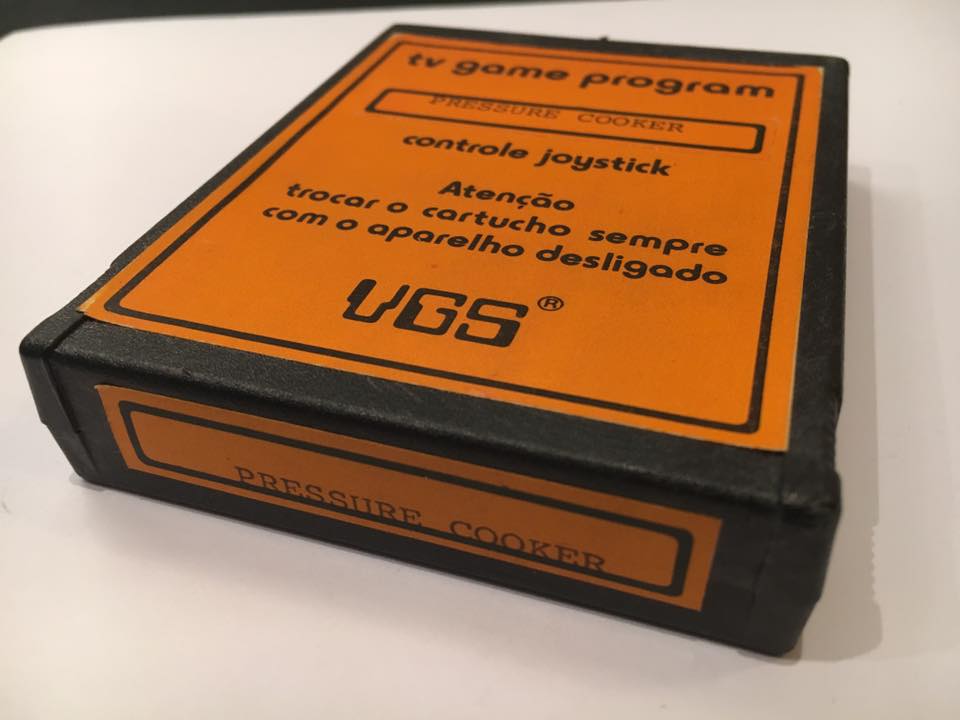 tv game program
PRESSURE COOKER
controle joystick
Atenção
trocar o cartucho sempre
com o aparelho desligado
VGS®
PRESSURE COOKER